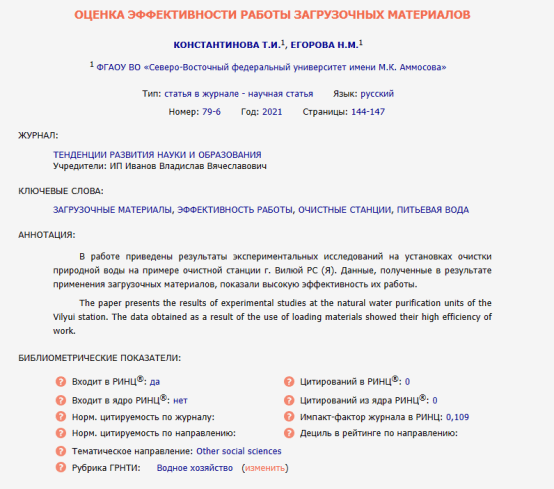 ОЦЕНКА ЭФФЕКТИВНОСТИ РАБОТЫ ЗАГРУЗОЧНЫХ МАТЕРИАЛОВ
КОНСТАНТИНОВА Т.И.1, ЕГОРОВА Н.М.1
1 ФГАОУ ВО «Северо-Восточный федеральный университет имени М.К. Аммосова»
Тип: статья в журнале - научная статья Язык: русский
Номер: 79-6 Год: 2021 Страницы: 144-147
ЖУРНАЛ:
ТЕНДЕНЦИИ РАЗВИТИЯ НАУКИ И ОБРАЗОВАНИЯ
Учредители: ИП Иванов Владислав Вячеславович
КЛЮЧЕВЫЕ СЛОВА:
ЗАГРУЗОЧНЫЕ МАТЕРИАЛЫ, ЭФФЕКТИВНОСТЬ РАБОТЫ, ОЧИСТНЫЕ СТАНЦИИ, ПИТЬЕВАЯ ВОДА
АННОТАЦИЯ:
В работе приведены результаты экспериментальных исследований на установках очистки
природной воды на примере очистной станции г. Вилюй РС (Я). Данные, полученные в результате
применения загрузочных материалов, показали высокую эффективность их работы.
The paper presents the results of experimental studies at the natural water purification units of the
Vilyui station. The data obtained as a result of the use of loading materials showed their high efficiency of
work.
БИБЛИОМЕТРИЧЕСКИЕ ПОКАЗАТЕЛИ:
? Входит в РИНЦ®: да ? Цитирований в РИНЦ®: 0
? Входит в ядро РИНЦ®: нет ? Цитирований из ядра РИНЦ®: 0
? Норм. цитируемость по журналу: ? Импакт-фактор журнала в РИНЦ: 0,109
? Норм. цитируемость по направлению: ? Дециль в рейтинге по направлению:
? Тематическое направление: Other social sciences
? Рубрика ГРНТИ: Водное хозяйство (изменить)